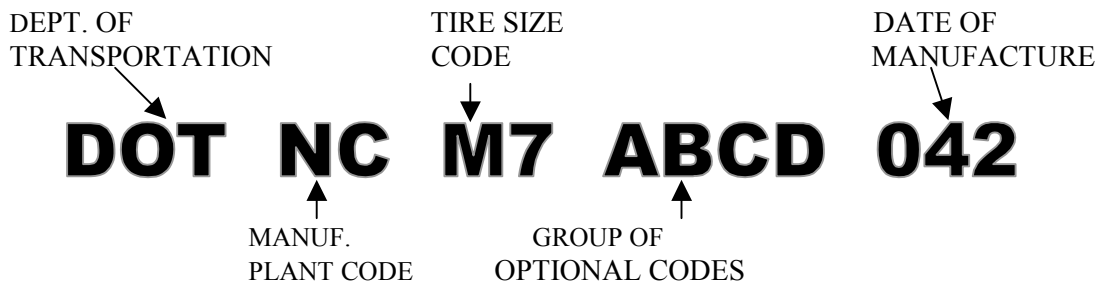 DEPT. OF
TRANSPORTATION
TIRE SIZE
CODE
DATE OF
MANUFACTURE
DOT NC M7 ABCD 042
MANUF.
PLANT CODE
GROUP OF
OPTIONAL CODES